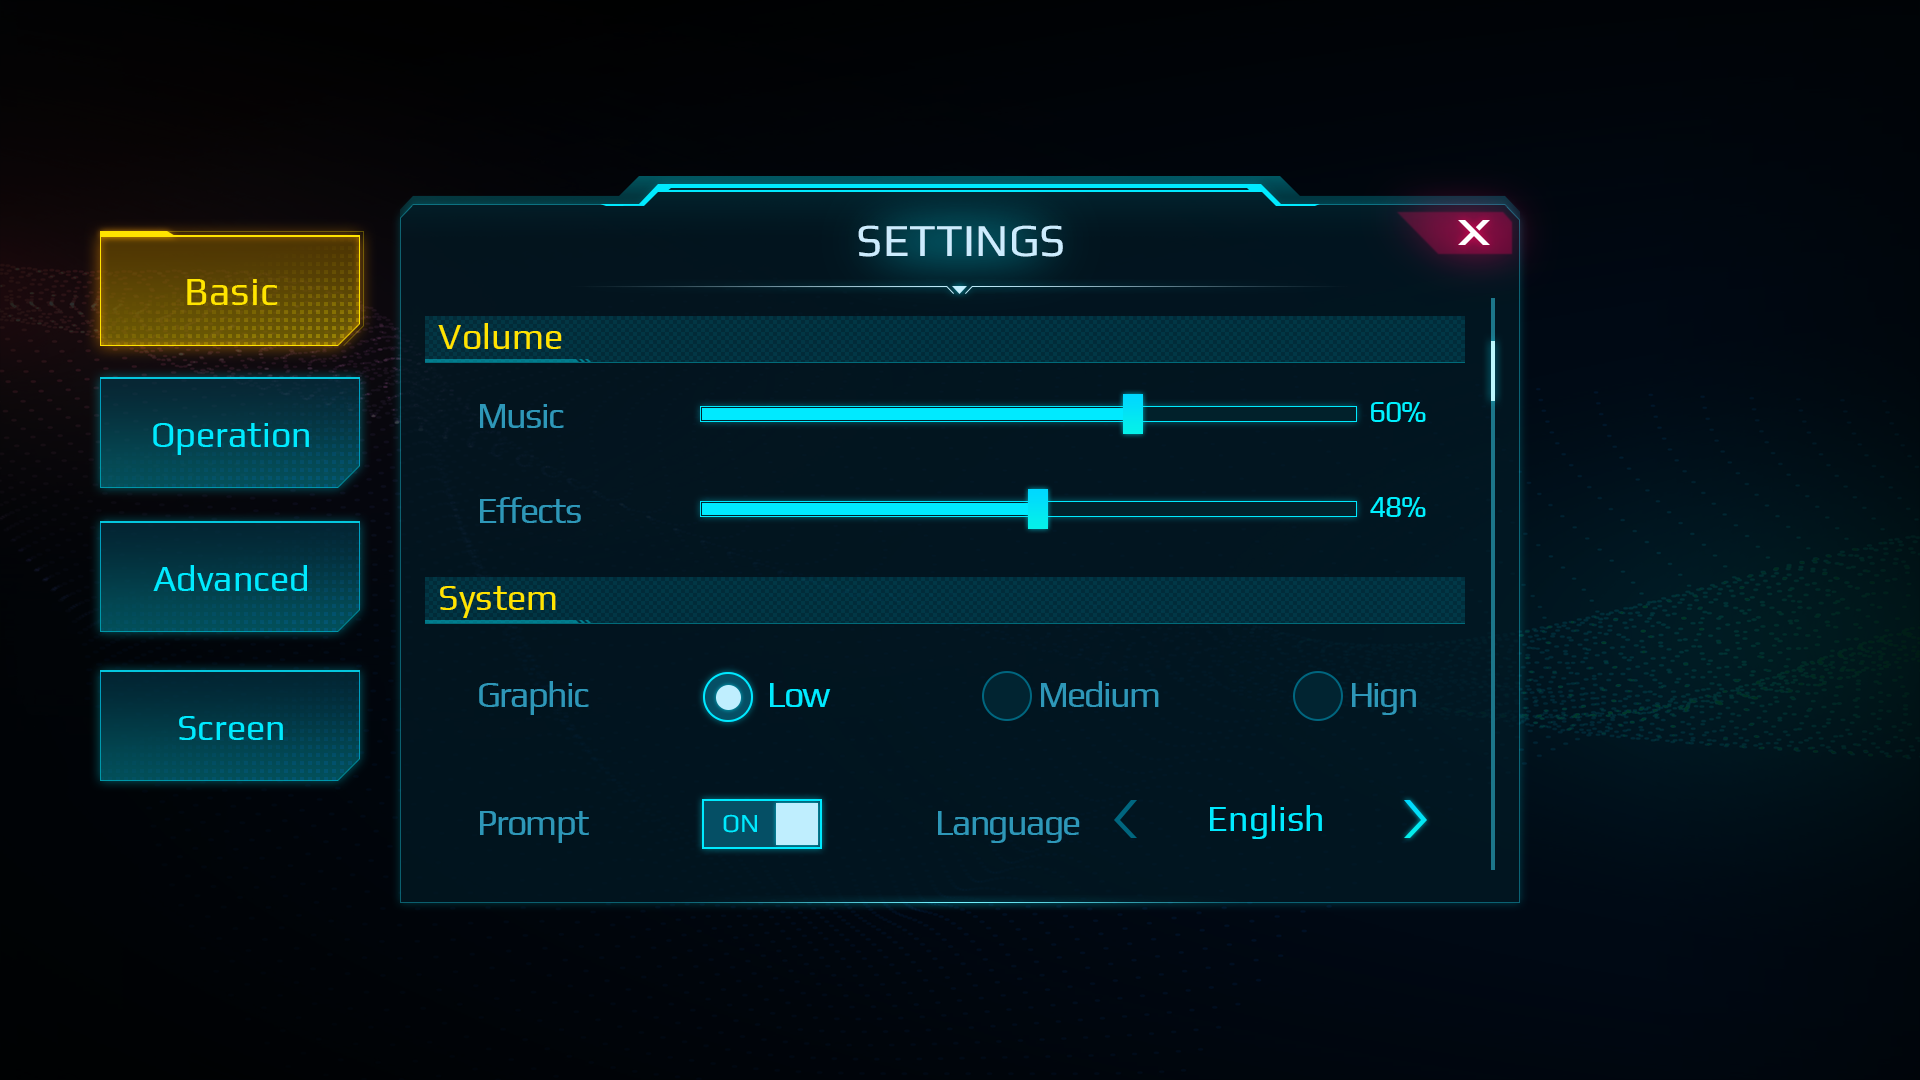 SETTINGS
Basic
Operation
Advanced
Screen
Volume
Music 60%
Effects 48%
System
Graphic Low Medium Hign
Prompt ON Language English